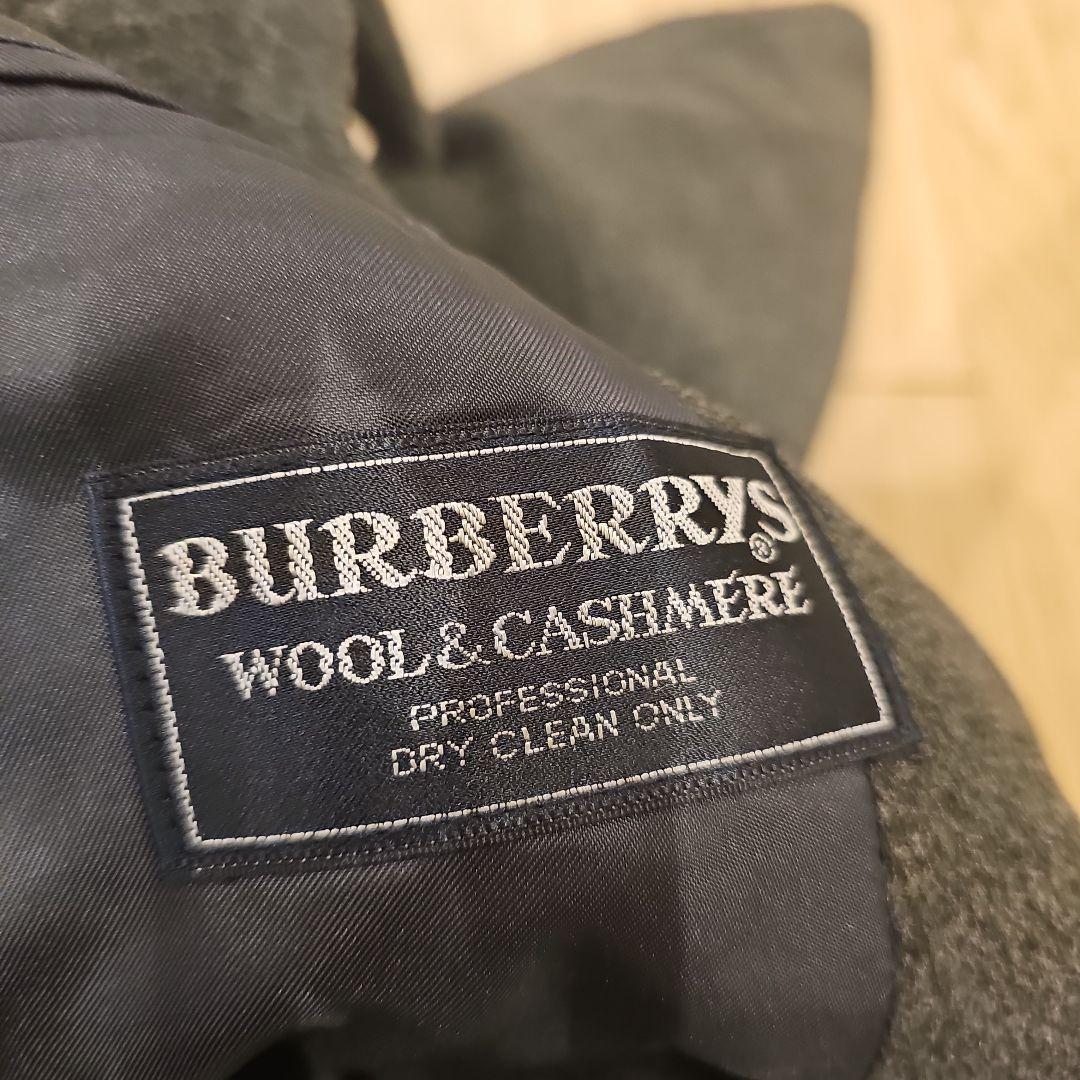 BURBERRYS®
WOOL & CASHMERE
PROFESSIONAL
DRY CLEAN ONLY